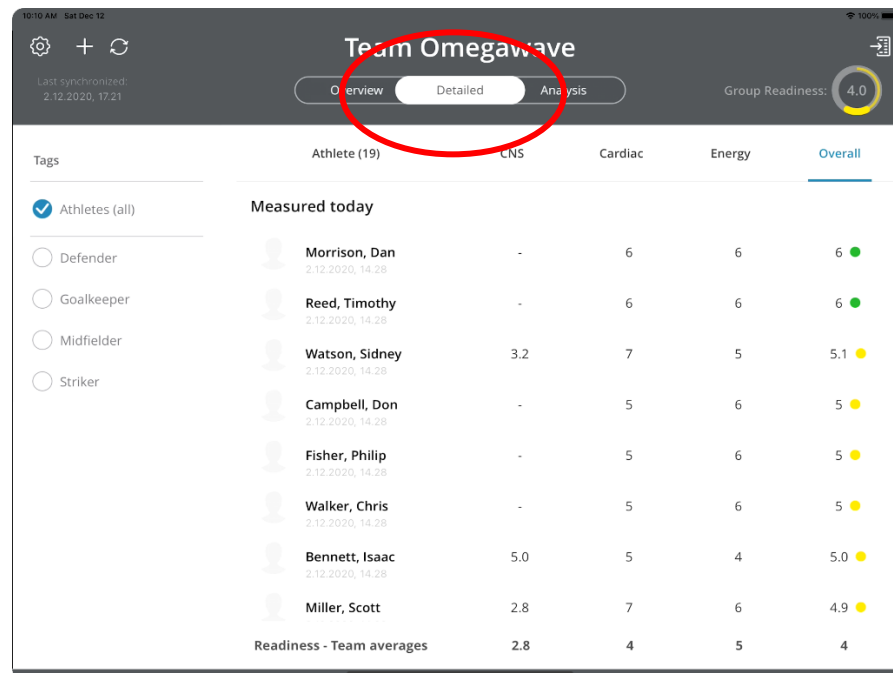 10:10 AM Sat Dec 12 100%
Team Omegawave
Last synchronized:
2.12.2020, 17.21
Overview Detailed Analysis
Group Readiness: 4.0
Tags
Athlete (19) CNS Cardiac Energy Overall
Athletes (all)
Measured today
Defender
Goalkeeper
Midfielder
Striker
Morrison, Dan - 6 6 6
2.12.2020, 14.28
Reed, Timothy - 6 6 6
2.12.2020, 14.28
Watson, Sidney 3.2 7 5 5.1
2.12.2020, 14.28
Campbell, Don - 5 6 5
2.12.2020, 14.28
Fisher, Philip - 5 6 5
2.12.2020, 14.28
Walker, Chris - 5 6 5
2.12.2020, 14.28
Bennett, Isaac 5.0 5 4 5.0
2.12.2020, 14.28
Miller, Scott 2.8 7 6 4.9
Readiness - Team averages 2.8 4 5 4